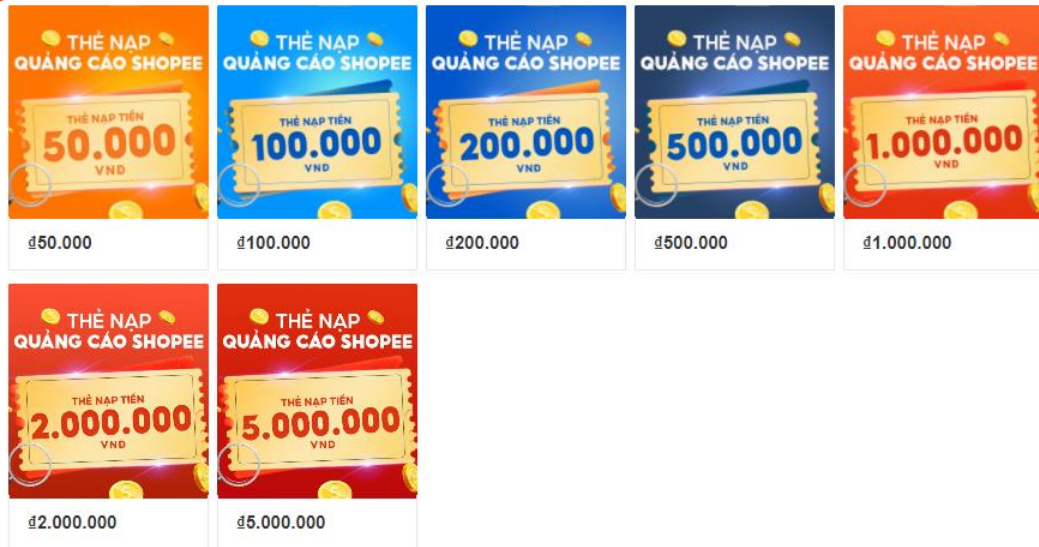 THẺ NẠP
QUẢNG CÁO SHOPEE
THẺ NẠP TIỀN
50.000
VND
₫50.000
THẺ NẠP
QUẢNG CÁO SHOPEE
THẺ NẠP TIỀN
100.000
VND
₫100.000
THẺ NẠP
QUẢNG CÁO SHOPEE
THẺ NẠP TIỀN
200.000
VND
₫200.000
THẺ NẠP
QUẢNG CÁO SHOPEE
THẺ NẠP TIỀN
500.000
VND
₫500.000
THẺ NẠP
QUẢNG CÁO SHOPEE
THẺ NẠP TIỀN
1.000.000
VND
₫1.000.000
THẺ NẠP
QUẢNG CÁO SHOPEE
THẺ NẠP TIỀN
2.000.000
VND
₫2.000.000
THẺ NẠP
QUẢNG CÁO SHOPEE
THẺ NẠP TIỀN
5.000.000
VND
₫5.000.000